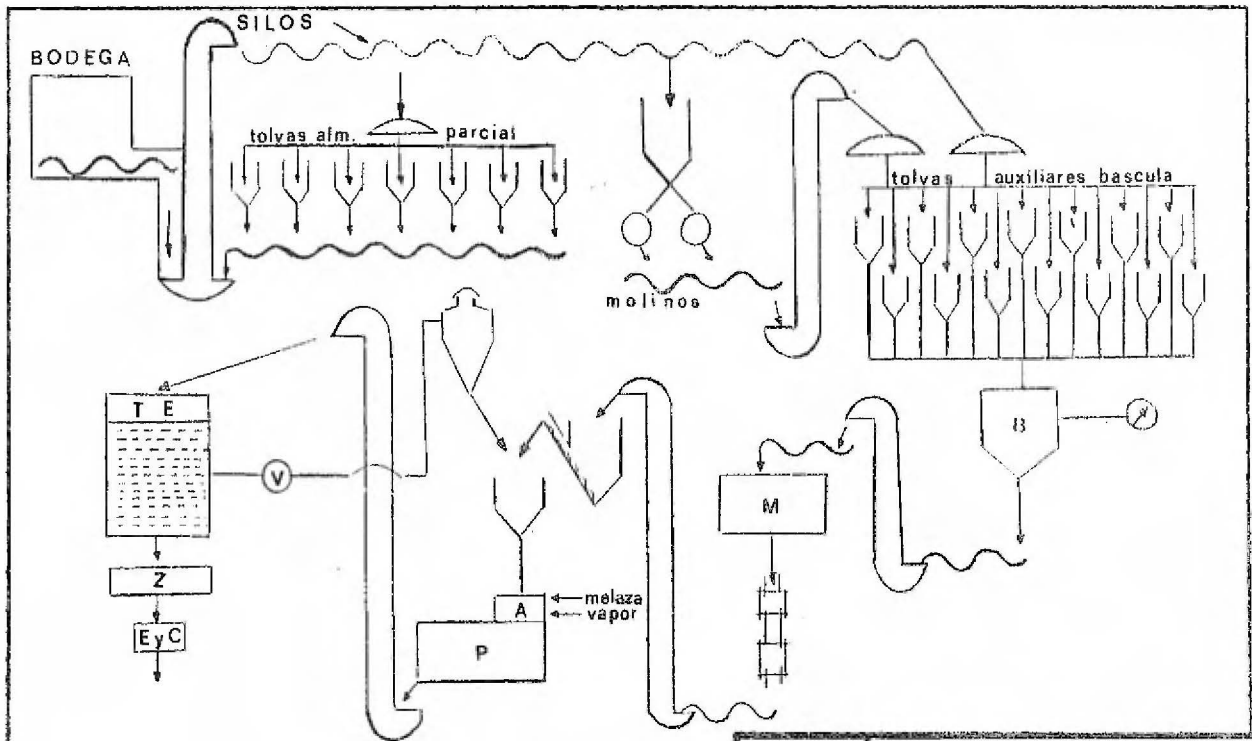 SILOS
BODEGA
tolvas alm. parcial
tolvas auxiliares bascula
molinos
T E
V
B
M
Z
A
melaza
vapor
E y C
P